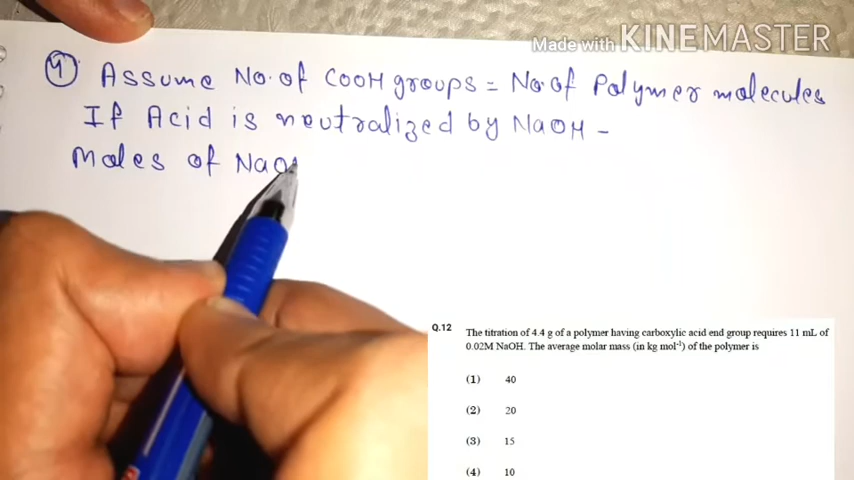 Made with KINEMASTER
④ Assume No. of COOH groups = No. of Polymer molecules
If Acid is neutralized by NaOH -
Moles of NaOH
Q.12 The titration of 4.4 g of a polymer having carboxylic acid end group requires 11 mL of
0.02M NaOH. The average molar mass (in kg mol⁻¹) of the polymer is
(1) 40
(2) 20
(3) 15
(4) 10